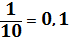 1/10 = 0,1